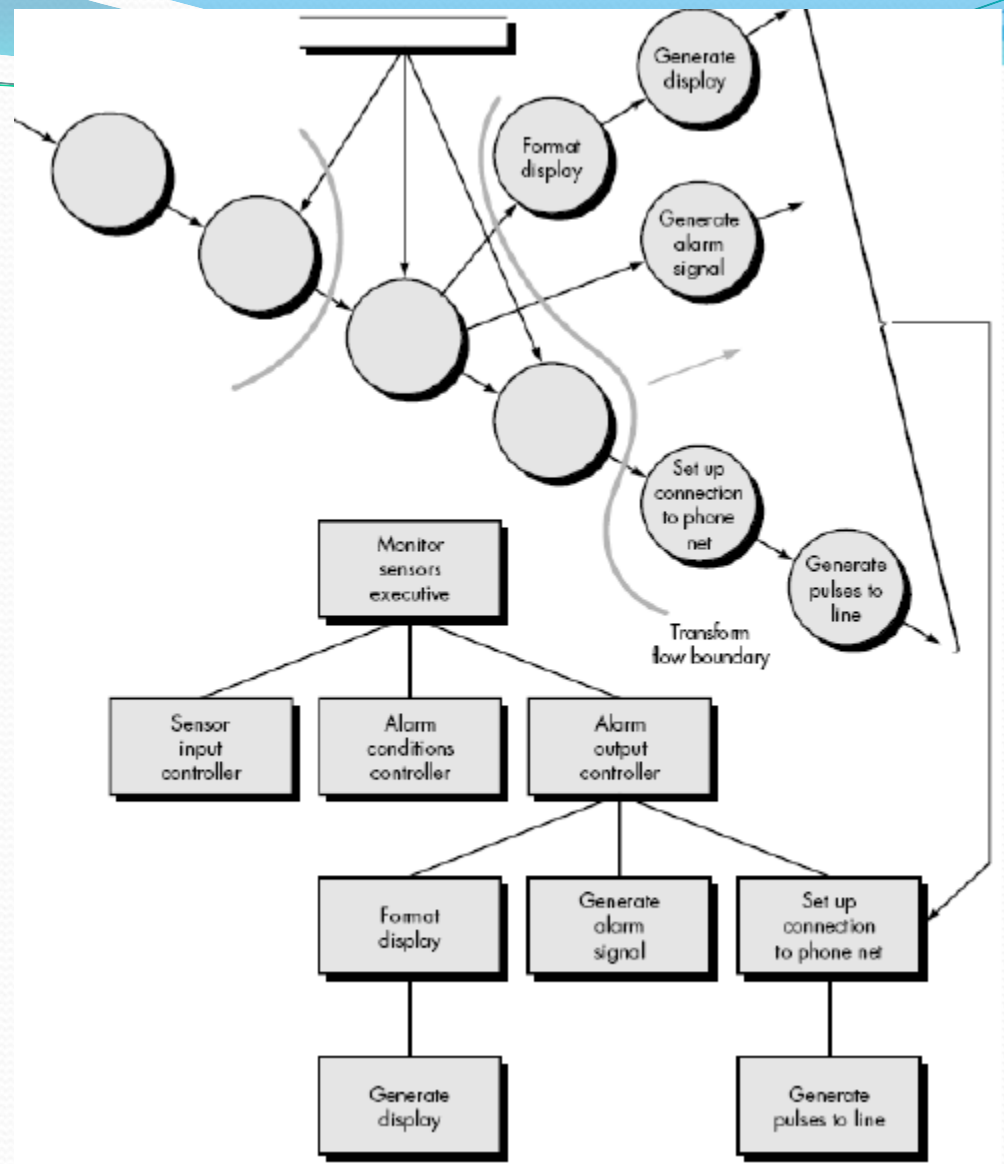 Generate
display
Format
display
Generate
alarm
signal
Set up
connection
to phone
net
Generate
pulses to
line
Transform
flow boundary
Monitor
sensors
executive
Sensor
input
controller
Alarm
conditions
controller
Alarm
output
controller
Format
display
Generate
alarm
signal
Set up
connection
to phone net
Generate
display
Generate
pulses to line